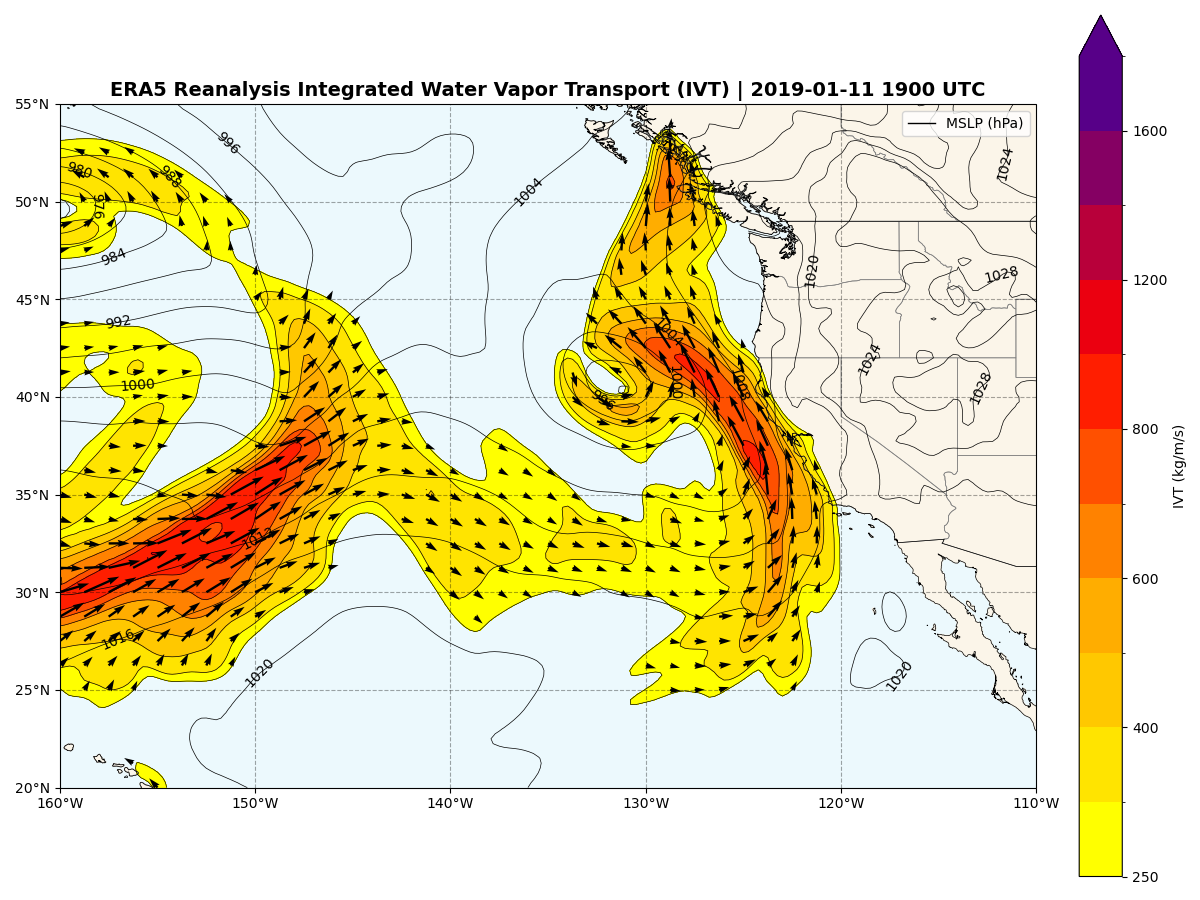 ERA5 Reanalysis Integrated Water Vapor Transport (IVT) | 2019-01-11 1900 UTC
MSLP (hPa)
55°N
50°N
45°N
40°N
35°N
30°N
25°N
20°N
160°W
150°W
140°W
130°W
120°W
110°W
996
980
988
976
984
992
1000
1004
1012
1016
1020
1004
1000
996
1008
1020
1024
1024
1028
1028
1020
1600
1200
800
600
400
250
IVT (kg/m/s)